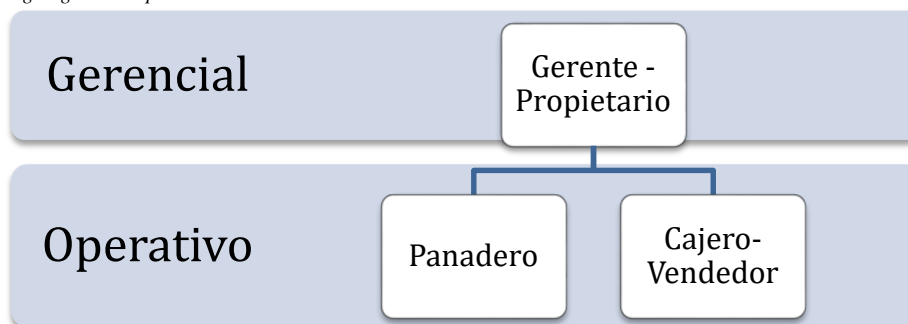 Gerencial
Gerente -
Propietario
Operativo
Panadero
Cajero-
Vendedor